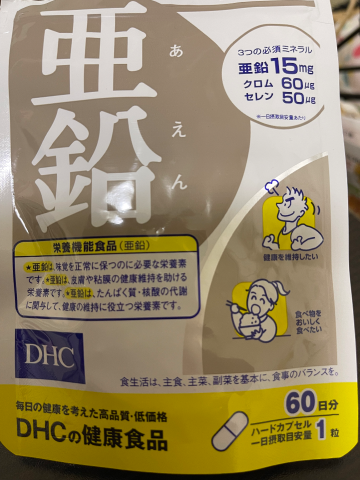 亜鉛
あえん
3つの必須ミネラル
亜鉛 15mg
クロム 60μg
セレン 50μg
※一日摂取目安量あたり
栄養機能食品(亜鉛)
★亜鉛は、味覚を正常に保つのに必要な栄養素
です。★亜鉛は、皮膚や粘膜の健康維持を助ける
栄養素です。★亜鉛は、たんぱく質・核酸の代謝
に関与して、健康の維持に役立つ栄養素です。
健康を維持したい
食べ物を
おいしく
食べたい
DHC
食生活は、主食、主菜、副菜を基本に、食事のバランスを。
毎日の健康を考えた高品質・低価格
DHCの健康食品
60日分
ハードカプセル
一日摂取目安量 1粒